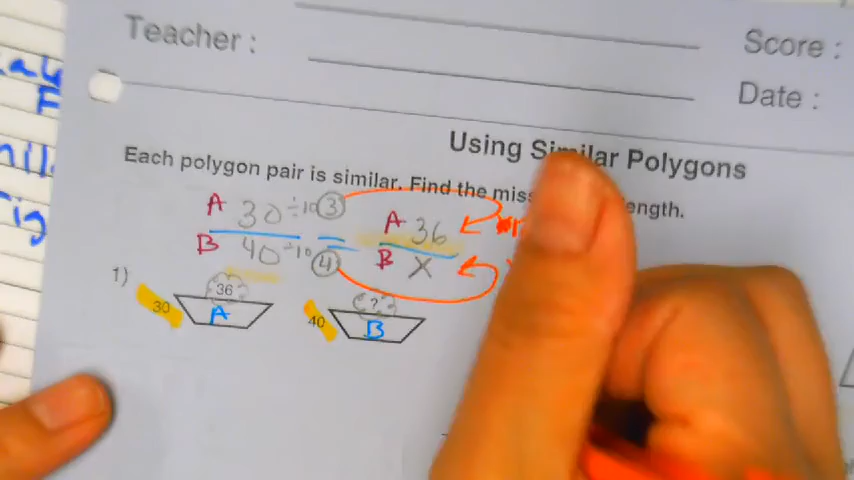 Teacher :
Score :
Date :
Using Similar Polygons
Each polygon pair is similar. Find the length.
A 30 ÷10 3 = A 36
B 40 ÷10 4 B X
1) 36 ?
30 A 40 B